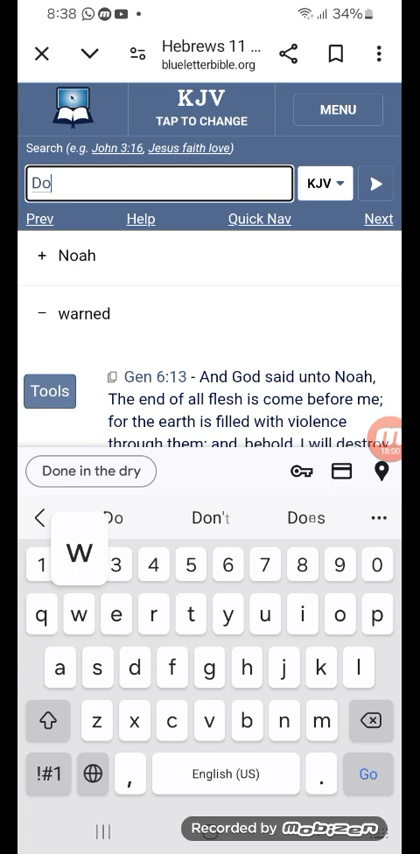 8:38
34%
Hebrews 11 ...
blueletterbible.org
KJV
TAP TO CHANGE
MENU
Search (e.g. John 3:16, Jesus faith love)
Do
KJV
Prev Help Quick Nav Next
+ Noah
− warned
Tools
Gen 6:13 - And God said unto Noah,
The end of all flesh is come before me;
for the earth is filled with violence
through them; and, behold, I will destroy
18:00
Done in the dry
Do Don't Does
W
1 3 4 5 6 7 8 9 0
q w e r t y u i o p
a s d f g h j k l
z x c v b n m
!#1 , English (US) . Go
Recorded by mobizen